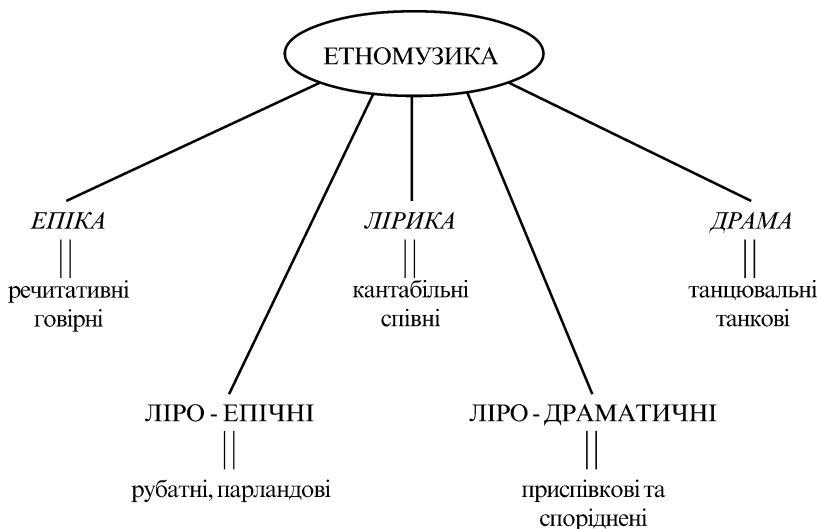 ЕТНОМУЗИКА
ЕПІКА
речитативні
говірні
ЛІРИКА
кантабільні
співні
ДРАМА
танцювальні
танкові
ЛІРО - ЕПІЧНІ
рубатні, парландові
ЛІРО - ДРАМАТИЧНІ
приспівкові та
споріднені